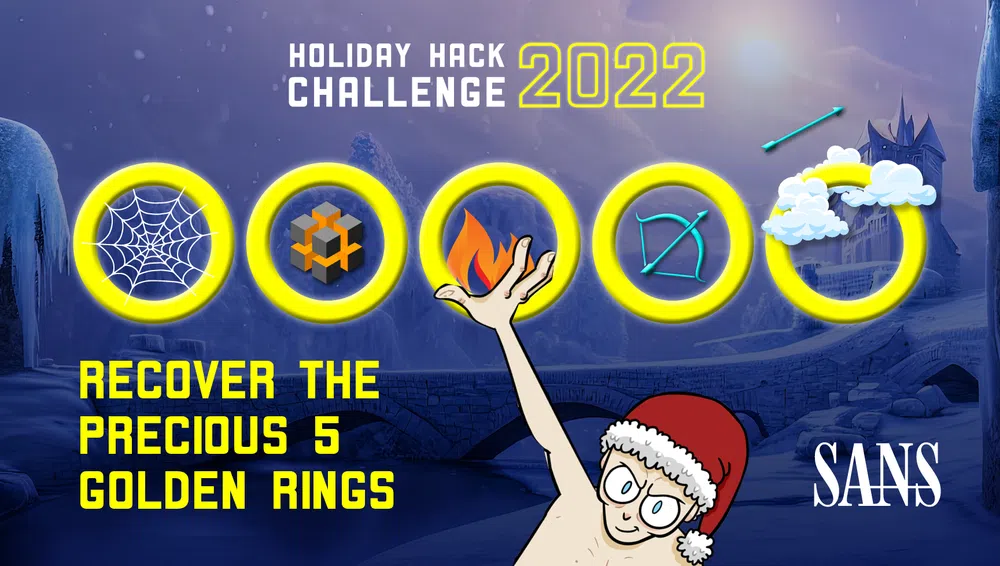 HOLIDAY HACK
CHALLENGE 2022
RECOVER THE
PRECIOUS 5
GOLDEN RINGS
SANS